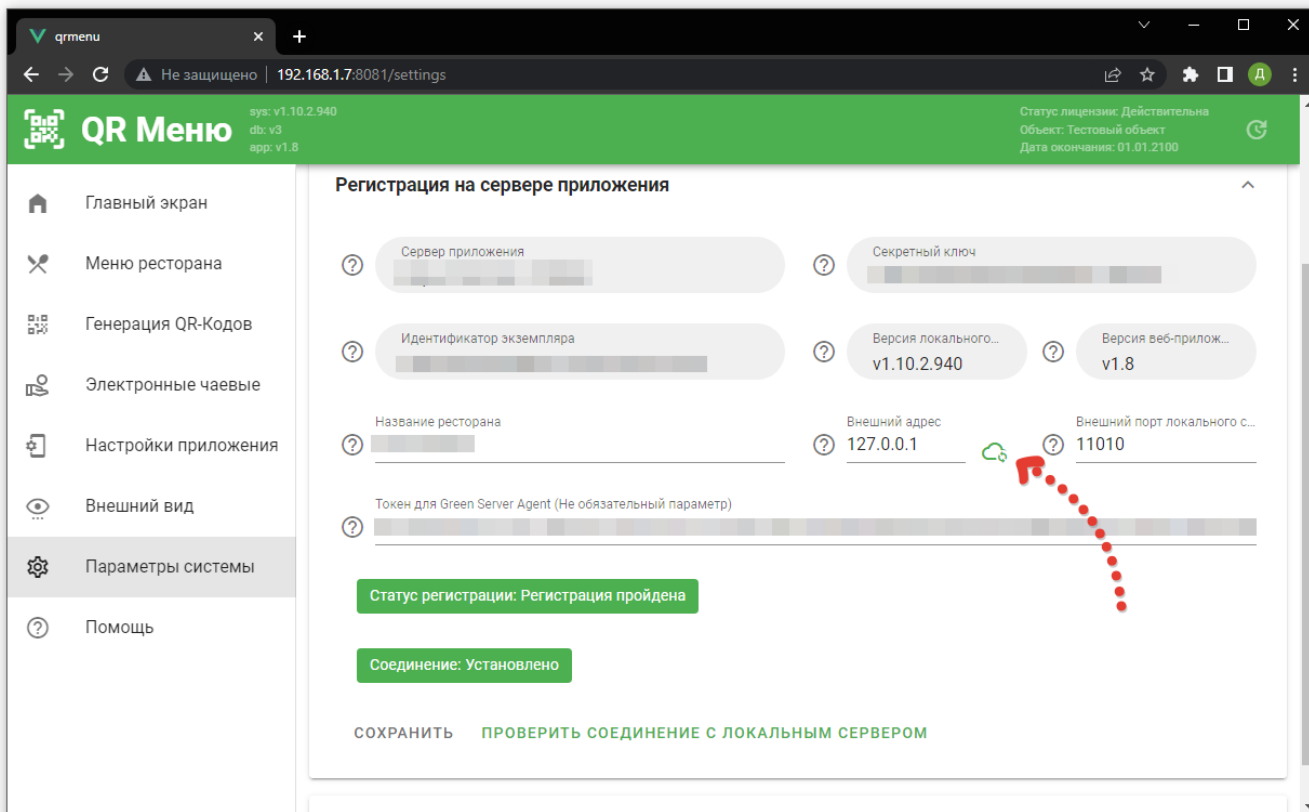 qrmenu
Не защищено 192.168.1.7:8081/settings
Д
QR Меню
sys: v1.10.2.940
db: v3
app: v1.8
Статус лицензии: Действительна
Объект: Тестовый объект
Дата окончания: 01.01.2100
Главный экран
Меню ресторана
Генерация QR-Кодов
Электронные чаевые
Настройки приложения
Внешний вид
Параметры системы
Помощь
Регистрация на сервере приложения
Сервер приложения
Секретный ключ
Идентификатор экземпляра
Версия локального...
v1.10.2.940
Версия веб-прилож...
v1.8
Название ресторана
Внешний адрес
127.0.0.1
Внешний порт локального с...
11010
Токен для Green Server Agent (Не обязательный параметр)
Статус регистрации: Регистрация пройдена
Соединение: Установлено
СОХРАНИТЬ ПРОВЕРИТЬ СОЕДИНЕНИЕ С ЛОКАЛЬНЫМ СЕРВЕРОМ